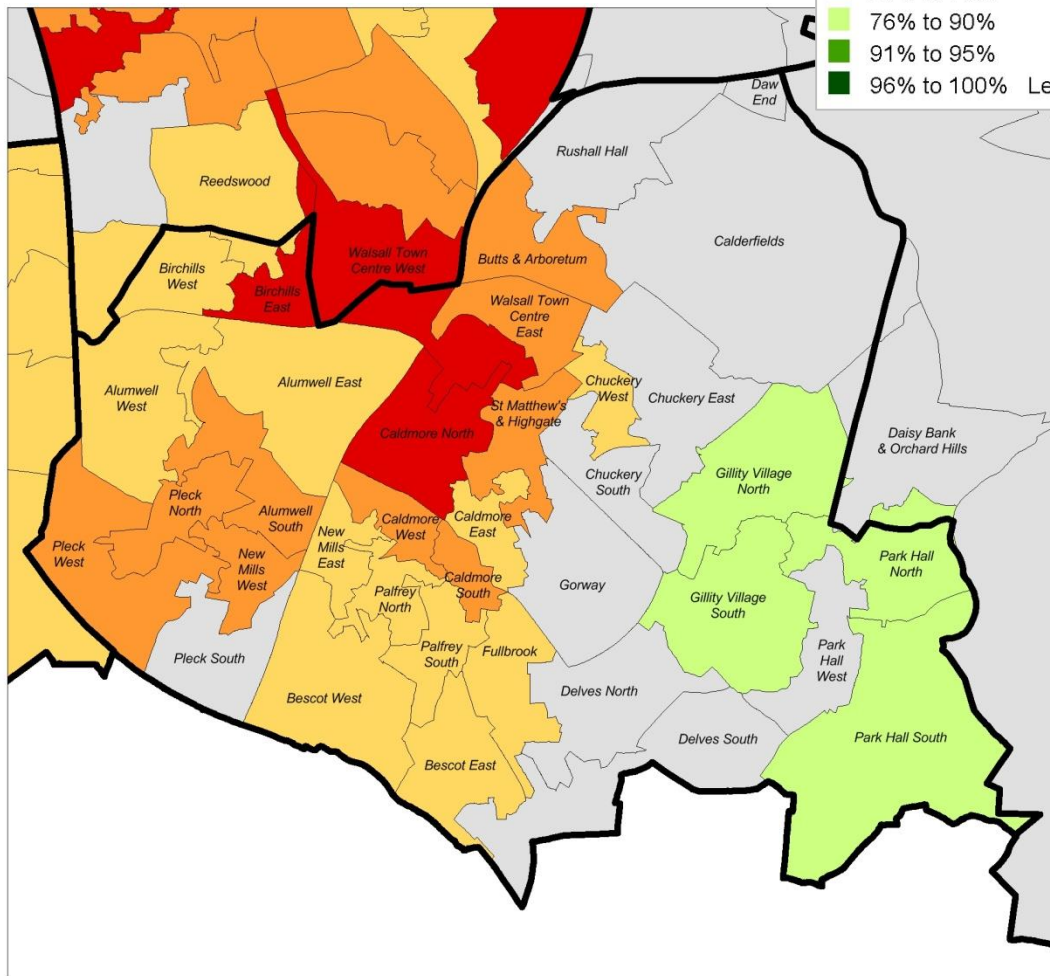 76% to 90%
91% to 95%
96% to 100% Le
Daw
End
Rushall Hall
Reedswood
Calderfields
Butts & Arboretum
Walsall Town
Centre West
Birchills
West
Birchills
East
Walsall Town
Centre
East
Alumwell
West
Alumwell East
Chuckery
West
Chuckery East
St Matthew's
& Highgate
Caldmore North
Daisy Bank
& Orchard Hills
Chuckery
South
Gillity Village
North
Pleck
North
Alumwell
South
Caldmore
West
Caldmore
East
New
Mills
East
Pleck
West
New
Mills
West
Park Hall
North
Caldmore
South
Gorway
Palfrey
North
Gillity Village
South
Pleck South
Palfrey
South
Fullbrook
Park
Hall
West
Bescot West
Delves North
Delves South
Park Hall South
Bescot East